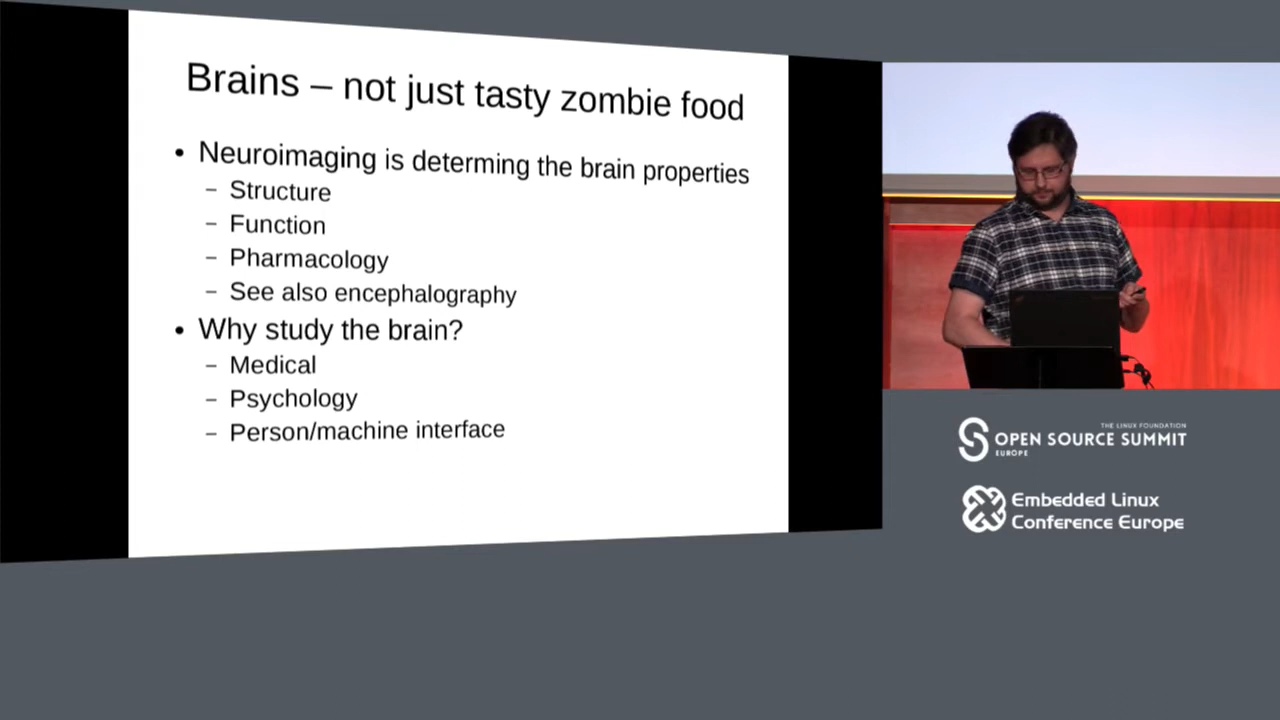 Brains – not just tasty zombie food
• Neuroimaging is determing the brain properties
– Structure
– Function
– Pharmacology
– See also encephalography
• Why study the brain?
– Medical
– Psychology
– Person/machine interface
THE LINUX FOUNDATION
OPEN SOURCE SUMMIT
EUROPE
Embedded Linux
Conference Europe